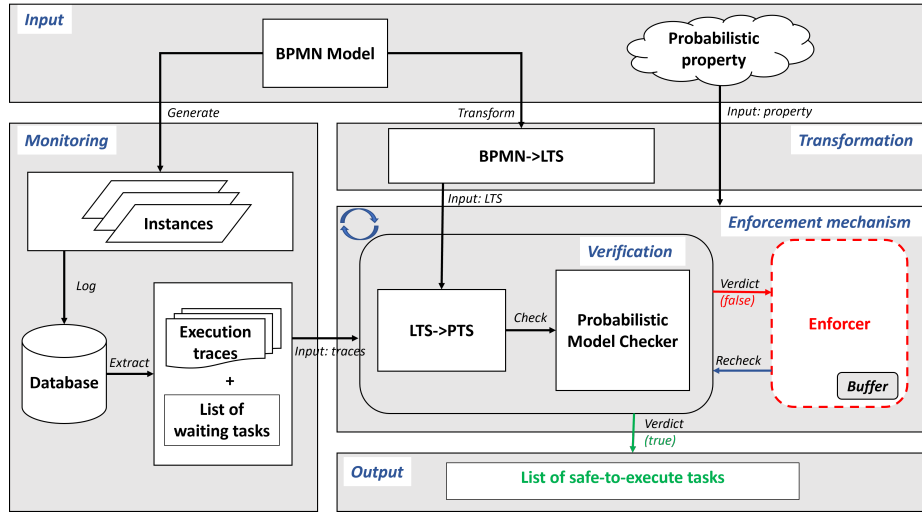 Input
BPMN Model
Probabilistic
property
Generate
Transform
Input: property
Monitoring
Transformation
BPMN->LTS
Input: LTS
Instances
Enforcement mechanism
Verification
Log
Verdict
(false)
Execution
traces
LTS->PTS
Check
Probabilistic
Model Checker
Enforcer
Input: traces
Database
Extract
+
Recheck
Buffer
List of
waiting tasks
Verdict
(true)
Output
List of safe-to-execute tasks